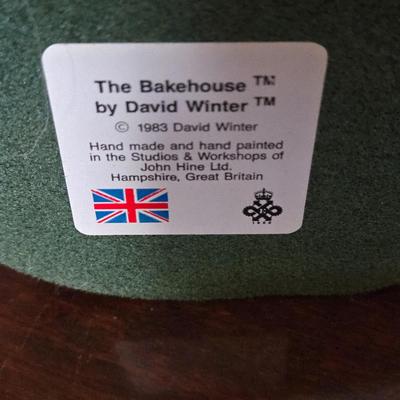 The Bakehouse ™
by David Winter ™
© 1983 David Winter
Hand made and hand painted
in the Studios & Workshops of
John Hine Ltd.
Hampshire, Great Britain